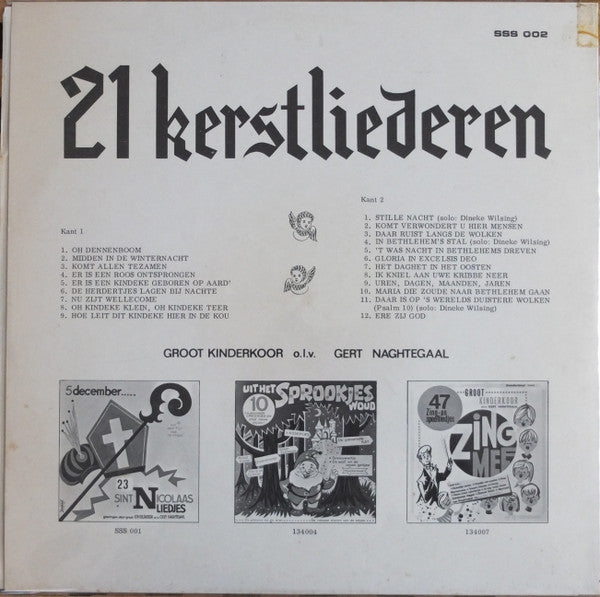 SSS 002
21 kerstliederen
Kant 1
1. OH DENNENBOOM
2. MIDDEN IN DE WINTERNACHT
3. KOMT ALLEN TEZAMEN
4. ER IS EEN ROOS ONTSPRONGEN
5. ER IS EEN KINDEKE GEBOREN OP AARD'
6. DE HERDERTJES LAGEN BIJ NACHTE
7. NU ZIJT WELLECOME
8. OH KINDEKE KLEIN, OH KINDEKE TEER
9. HOE LEIT DIT KINDEKE HIER IN DE KOU
Kant 2
1. STILLE NACHT (solo: Dineke Wilsing)
2. KOMT VERWONDERT U HIER MENSEN
3. DAAR RUIST LANGS DE WOLKEN
4. IN BETHLEHEM'S STAL (solo: Dineke Wilsing)
5. 'T WAS NACHT IN BETHLEHEMS DREVEN
6. GLORIA IN EXCELSIS DEO
7. HET DAGHET IN HET OOSTEN
8. IK KNIEL AAN UWE KRIBBE NEER
9. UREN, DAGEN, MAANDEN, JAREN
10. MARIA DIE ZOUDE NAAR BETHLEHEM GAAN
11. DAAR IS OP 'S WERELDS DUISTERE WOLKEN
(Psalm 10) (solo: Dineke Wilsing)
12. ERE ZIJ GOD
GROOT KINDERKOOR o.l.v. GERT NAGHTEGAAL
5 december.....
23
SINT NICOLAAS
LIEDJES
SSS 001
UIT HET
SPROOKJES
WOUD
10
134004
47
Zing- en
speelliedjes
GROOT
KINDERKOOR
ZING
MEE
134007